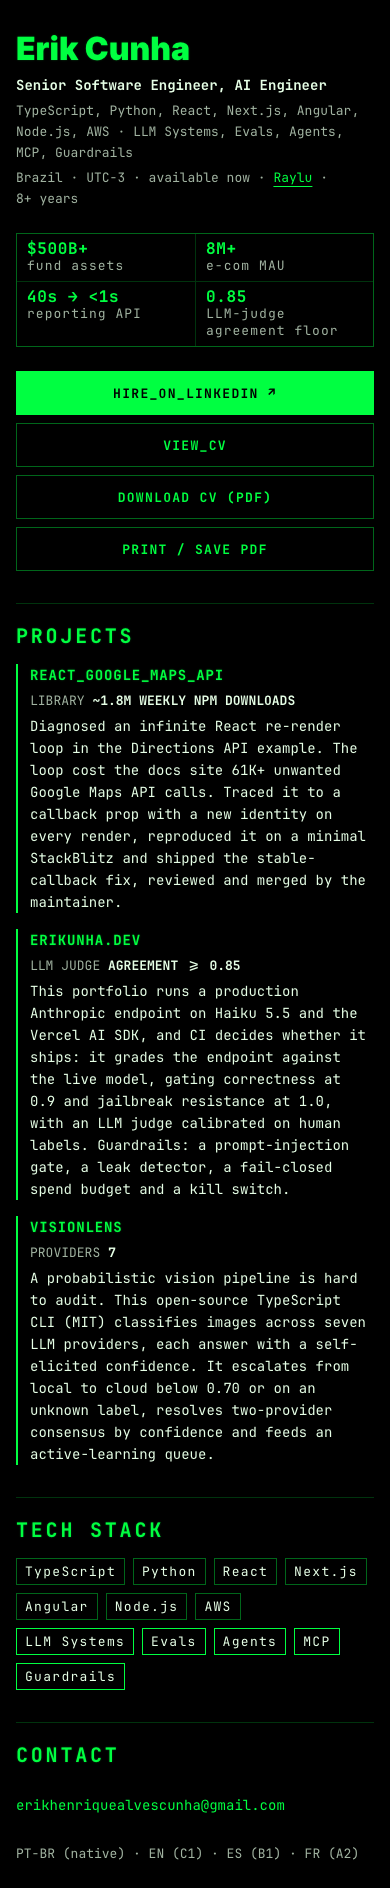 Erik Cunha
Senior Software Engineer, AI Engineer
TypeScript, Python, React, Next.js, Angular,
Node.js, AWS · LLM Systems, Evals, Agents,
MCP, Guardrails
Brazil · UTC-3 · available now · Raylu ·
8+ years
$500B+
fund assets
8M+
e-com MAU
40s → <1s
reporting API
0.85
LLM-judge
agreement floor
HIRE_ON_LINKEDIN ↗
VIEW_CV
DOWNLOAD CV (PDF)
PRINT / SAVE PDF
PROJECTS
REACT_GOOGLE_MAPS_API
LIBRARY ~1.8M WEEKLY NPM DOWNLOADS
Diagnosed an infinite React re-render
loop in the Directions API example. The
loop cost the docs site 61K+ unwanted
Google Maps API calls. Traced it to a
callback prop with a new identity on
every render, reproduced it on a minimal
StackBlitz and shipped the stable-
callback fix, reviewed and merged by the
maintainer.
ERIKUNHA.DEV
LLM JUDGE AGREEMENT ⩾ 0.85
This portfolio runs a production
Anthropic endpoint on Haiku 5.5 and the
Vercel AI SDK, and CI decides whether it
ships: it grades the endpoint against
the live model, gating correctness at
0.9 and jailbreak resistance at 1.0,
with an LLM judge calibrated on human
labels. Guardrails: a prompt-injection
gate, a leak detector, a fail-closed
spend budget and a kill switch.
VISIONLENS
PROVIDERS 7
A probabilistic vision pipeline is hard
to audit. This open-source TypeScript
CLI (MIT) classifies images across seven
LLM providers, each answer with a self-
elicited confidence. It escalates from
local to cloud below 0.70 or on an
unknown label, resolves two-provider
consensus by confidence and feeds an
active-learning queue.
TECH STACK
TypeScript Python React Next.js
Angular Node.js AWS
LLM Systems Evals Agents MCP
Guardrails
CONTACT
erikhenriquealvescunha@gmail.com
PT-BR (native) · EN (C1) · ES (B1) · FR (A2)